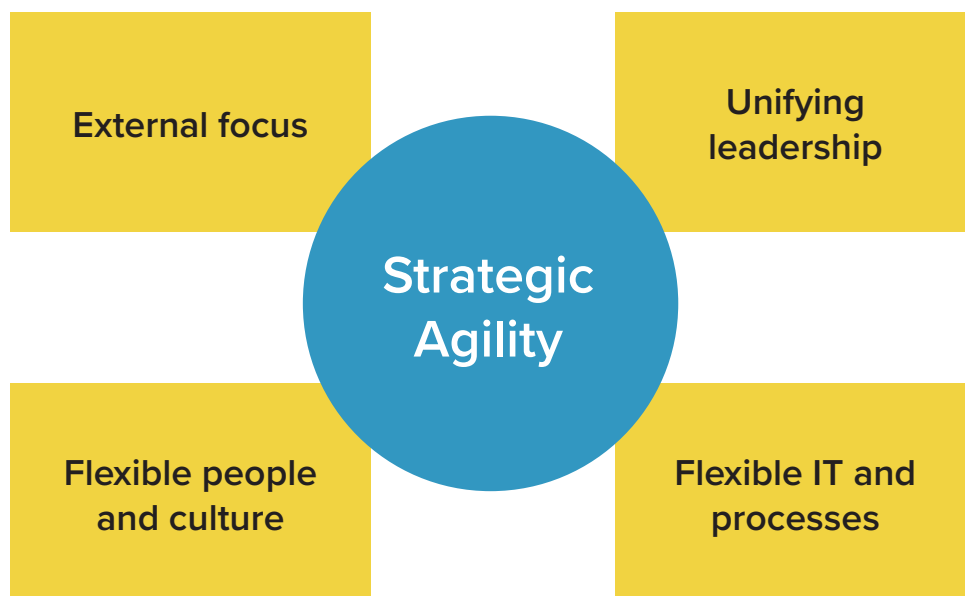 External focus
Unifying
leadership
Strategic
Agility
Flexible people
and culture
Flexible IT and
processes